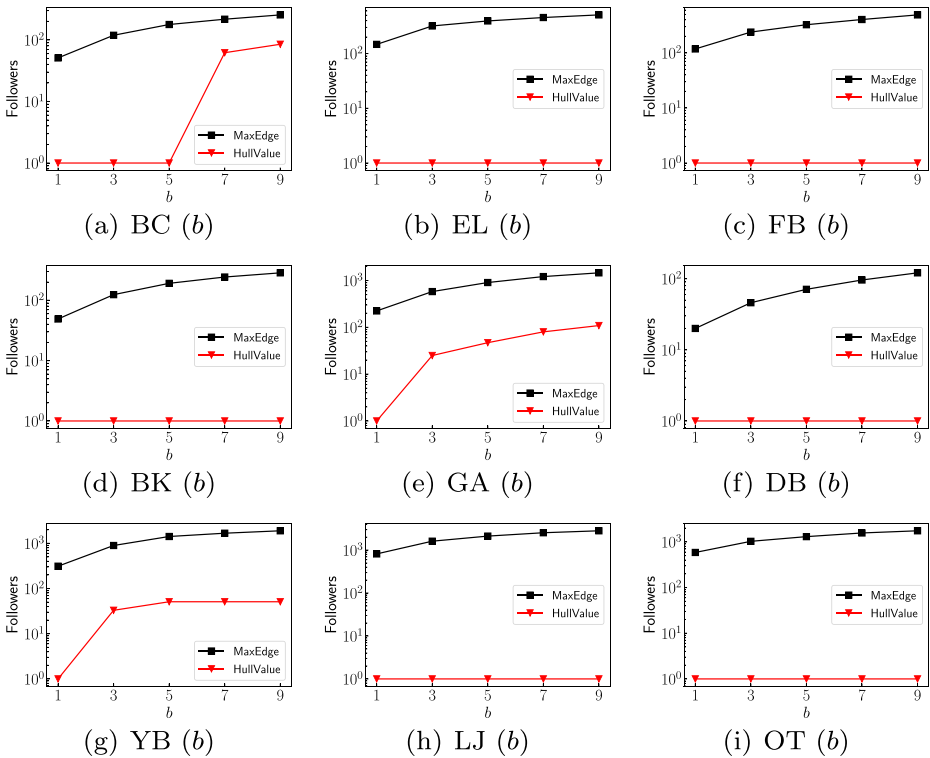 Followers
10^2
10^1
10^0
MaxEdge
HullValue
1 3 5 7 9
b
(a) BC (b)
Followers
10^2
10^1
10^0
MaxEdge
HullValue
1 3 5 7 9
b
(b) EL (b)
Followers
10^2
10^1
10^0
MaxEdge
HullValue
1 3 5 7 9
b
(c) FB (b)
Followers
10^2
10^1
10^0
MaxEdge
HullValue
1 3 5 7 9
b
(d) BK (b)
Followers
10^3
10^2
10^1
10^0
MaxEdge
HullValue
1 3 5 7 9
b
(e) GA (b)
Followers
10^2
10^1
10^0
MaxEdge
HullValue
1 3 5 7 9
b
(f) DB (b)
Followers
10^3
10^2
10^1
10^0
MaxEdge
HullValue
1 3 5 7 9
b
(g) YB (b)
Followers
10^3
10^2
10^1
10^0
MaxEdge
HullValue
1 3 5 7 9
b
(h) LJ (b)
Followers
10^3
10^2
10^1
10^0
MaxEdge
HullValue
1 3 5 7 9
b
(i) OT (b)